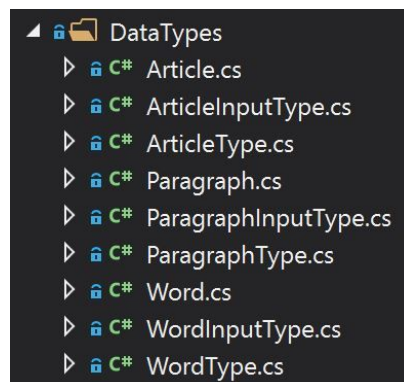 DataTypes
C# Article.cs
C# ArticleInputType.cs
C# ArticleType.cs
C# Paragraph.cs
C# ParagraphInputType.cs
C# ParagraphType.cs
C# Word.cs
C# WordInputType.cs
C# WordType.cs